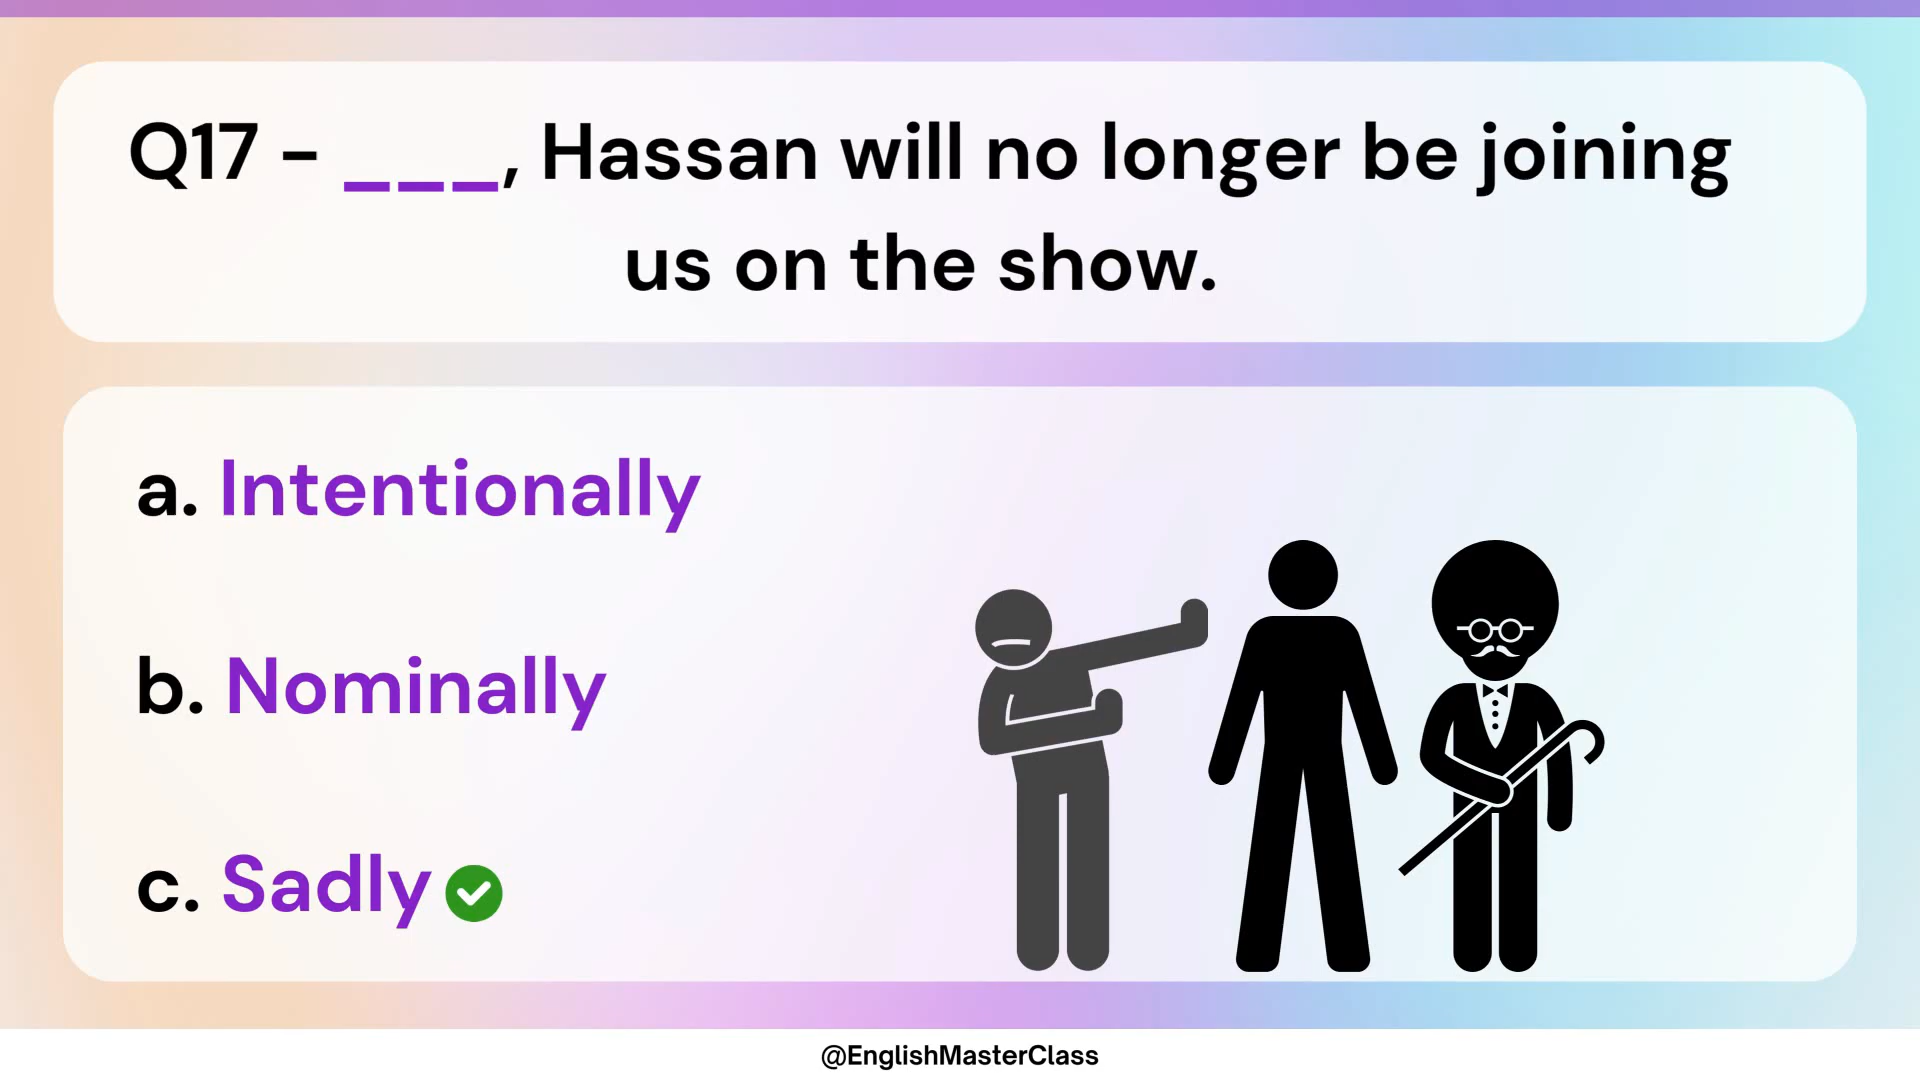 Q17 - ___, Hassan will no longer be joining
us on the show.
a. Intentionally
b. Nominally
c. Sadly
@EnglishMasterClass